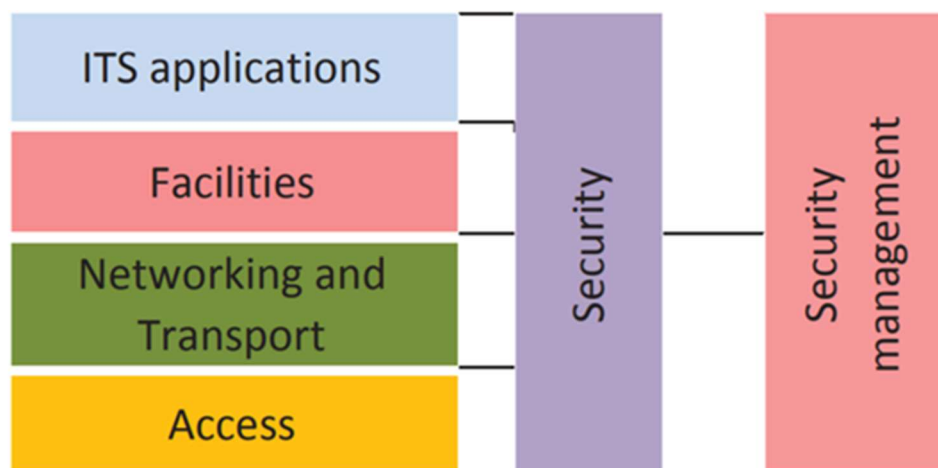 ITS applications
Facilities
Networking and
Transport
Access
Security
Security
management